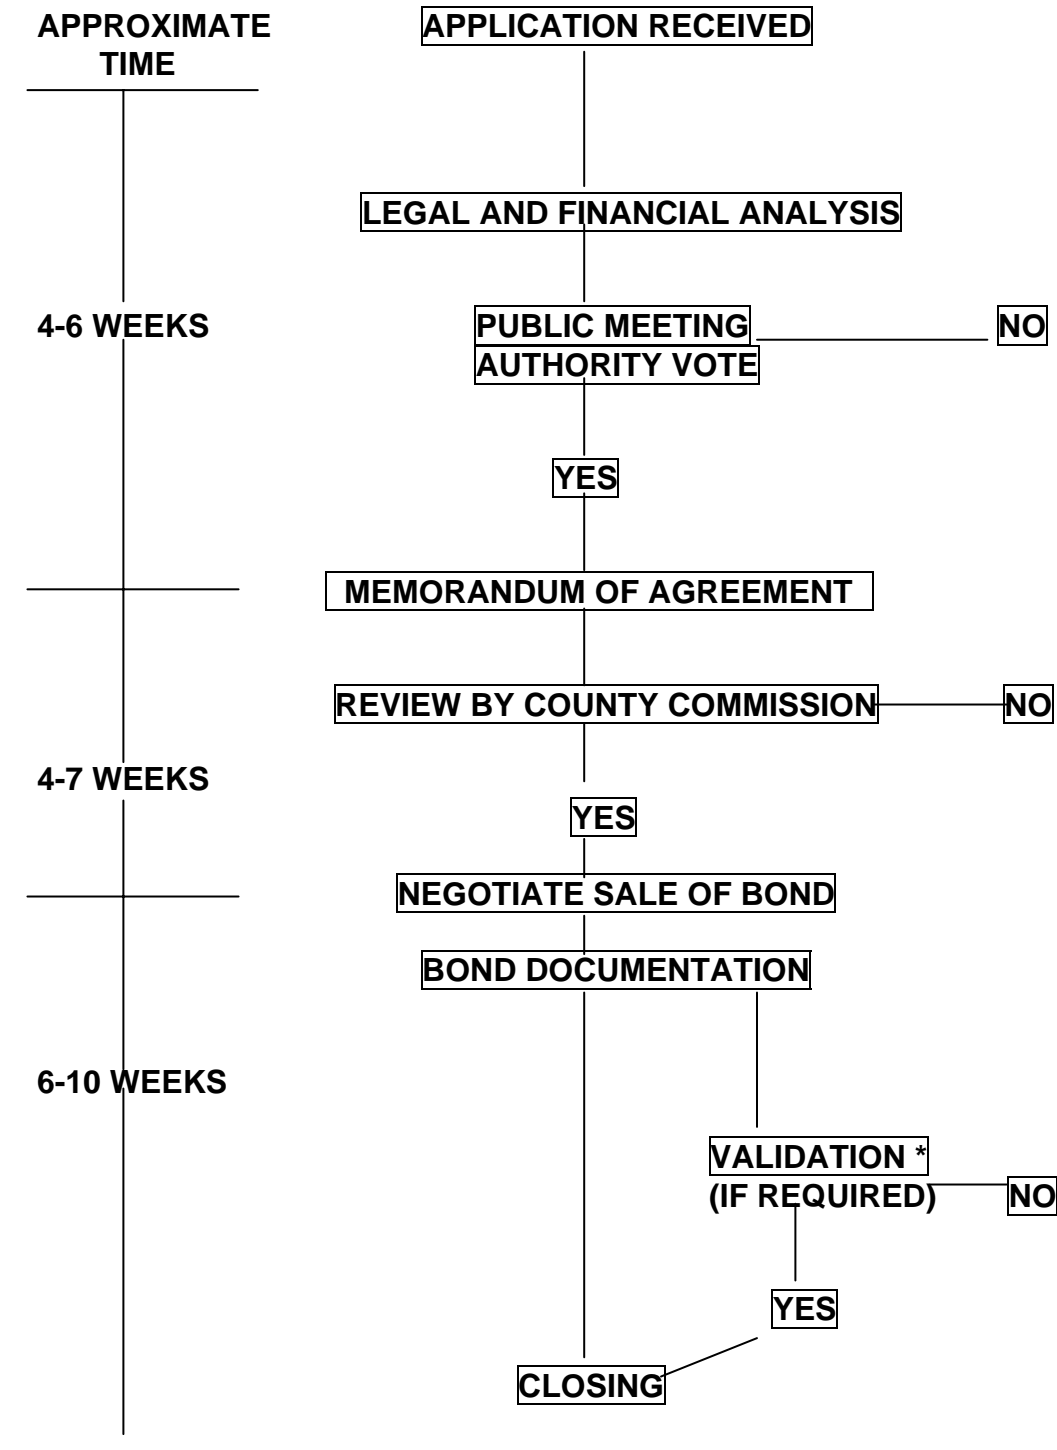 APPROXIMATE
TIME
APPLICATION RECEIVED
LEGAL AND FINANCIAL ANALYSIS
4-6 WEEKS
PUBLIC MEETING
AUTHORITY VOTE
NO
YES
MEMORANDUM OF AGREEMENT
REVIEW BY COUNTY COMMISSION
NO
4-7 WEEKS
YES
NEGOTIATE SALE OF BOND
BOND DOCUMENTATION
6-10 WEEKS
VALIDATION *
(IF REQUIRED)
NO
YES
CLOSING